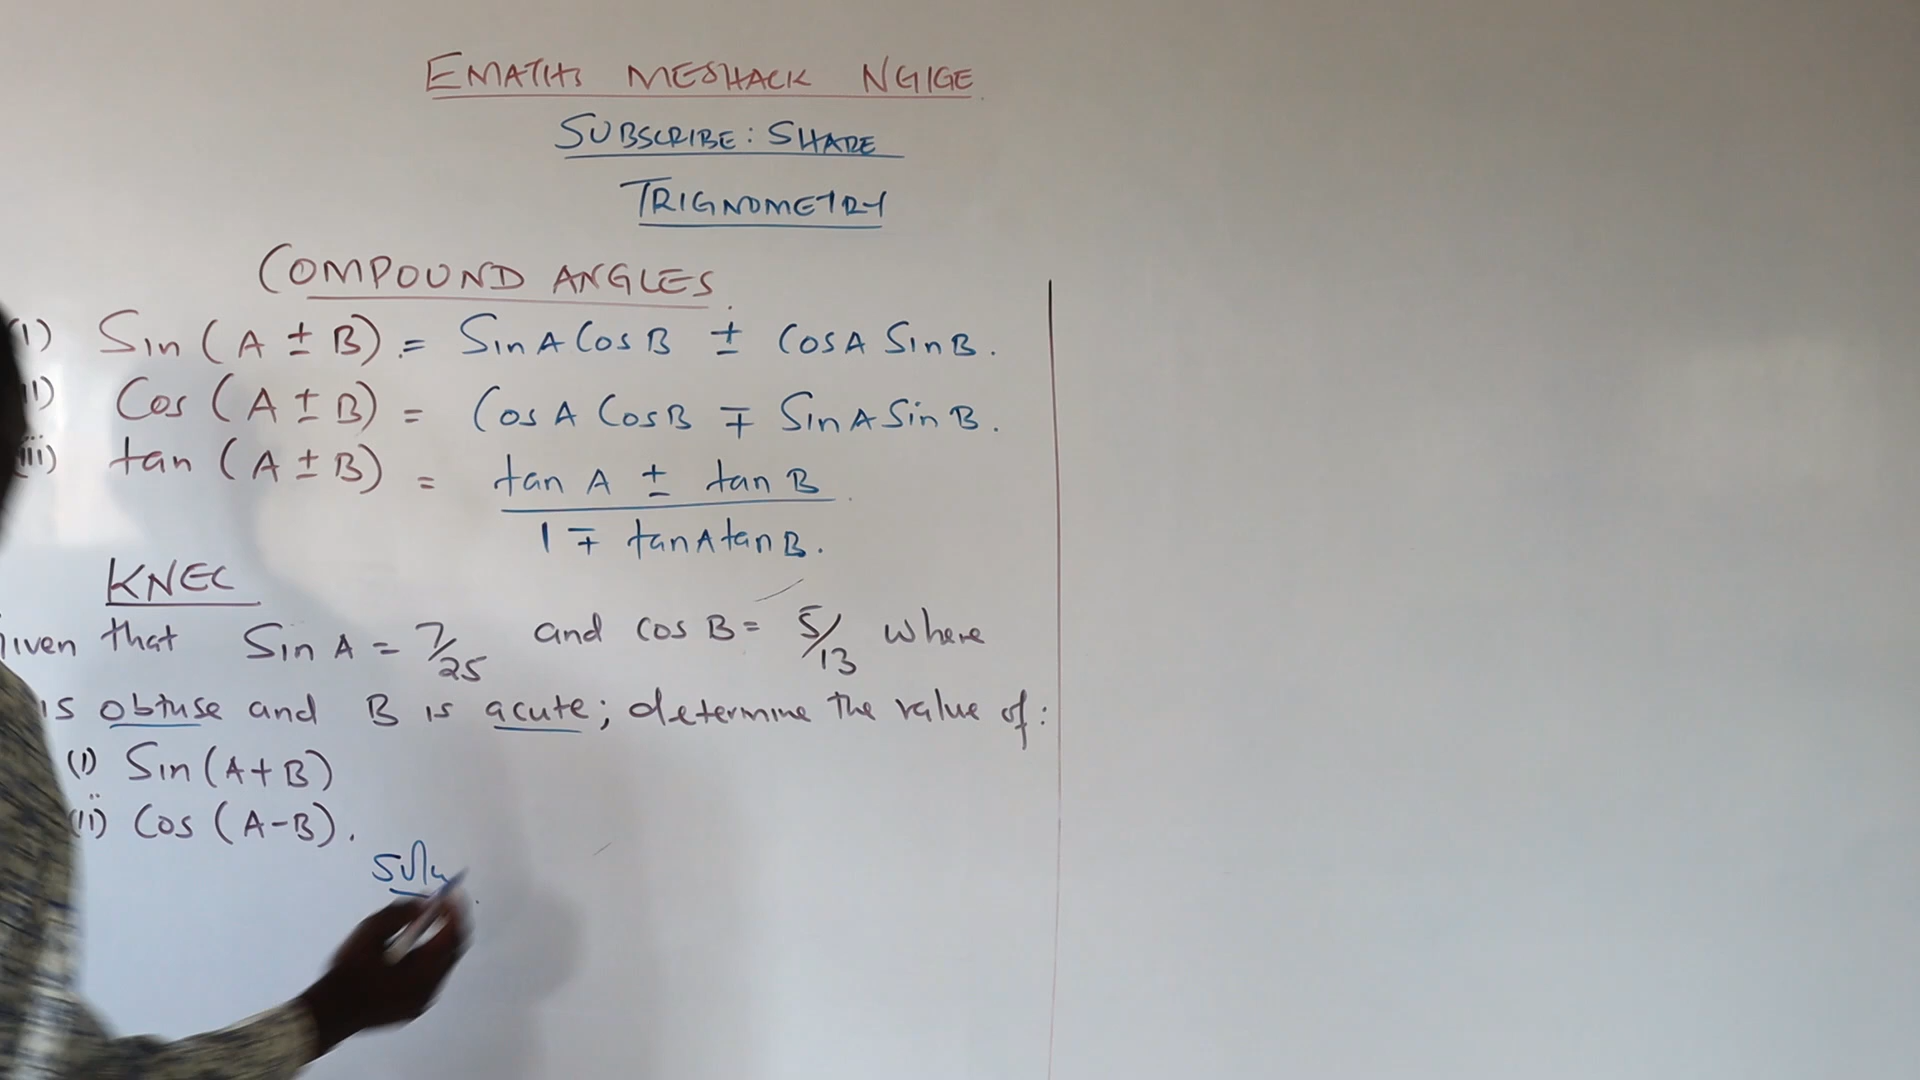 EMATHS MESHACK NGIGE
SUBSCRIBE: SHARE
TRIGNOMETRY
COMPOUND ANGLES
(i) Sin (A ± B) = Sin A Cos B ± Cos A Sin B.
(ii) Cos (A ± B) = Cos A Cos B ∓ Sin A Sin B.
(iii) tan (A ± B) = tan A ± tan B
1 ∓ tan A tan B.
KNEC
Given that Sin A = 7/25 and cos B = 5/13 where
is obtuse and B is acute; determine the value of:
(i) Sin (A + B)
(ii) Cos (A - B).
Soln